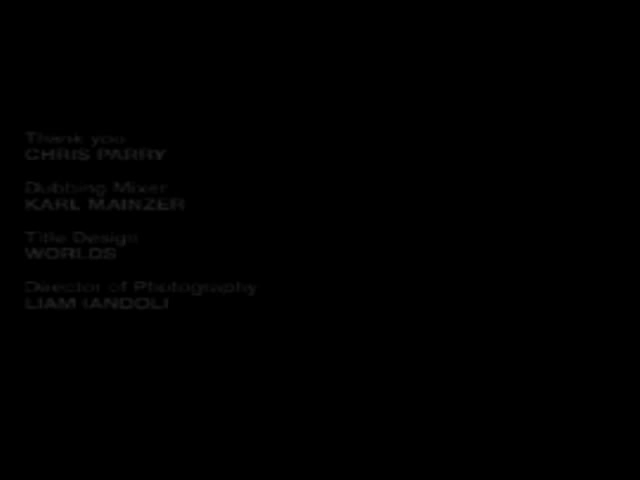 Thank you
CHRIS PARRY
Dubbing Mixer
KARL MAINZER
Title Design
WORLDS
Director of Photography
LIAM IANDOLI